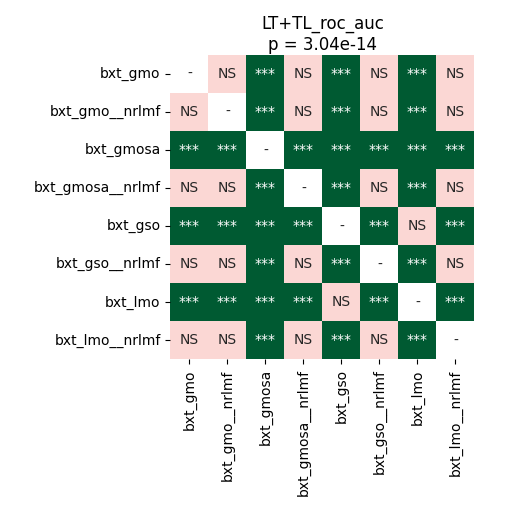 LT+TL_roc_auc
p = 3.04e-14
bxt_gmo - NS *** NS *** NS *** NS
bxt_gmo__nrlmf NS - *** NS *** NS *** NS
bxt_gmosa *** *** - *** *** *** *** ***
bxt_gmosa__nrlmf NS NS *** - *** NS *** NS
bxt_gso *** *** *** *** - *** NS ***
bxt_gso__nrlmf NS NS *** NS *** - *** NS
bxt_lmo *** *** *** *** NS *** - ***
bxt_lmo__nrlmf NS NS *** NS *** NS *** -
bxt_gmo
bxt_gmo__nrlmf
bxt_gmosa
bxt_gmosa__nrlmf
bxt_gso
bxt_gso__nrlmf
bxt_lmo
bxt_lmo__nrlmf